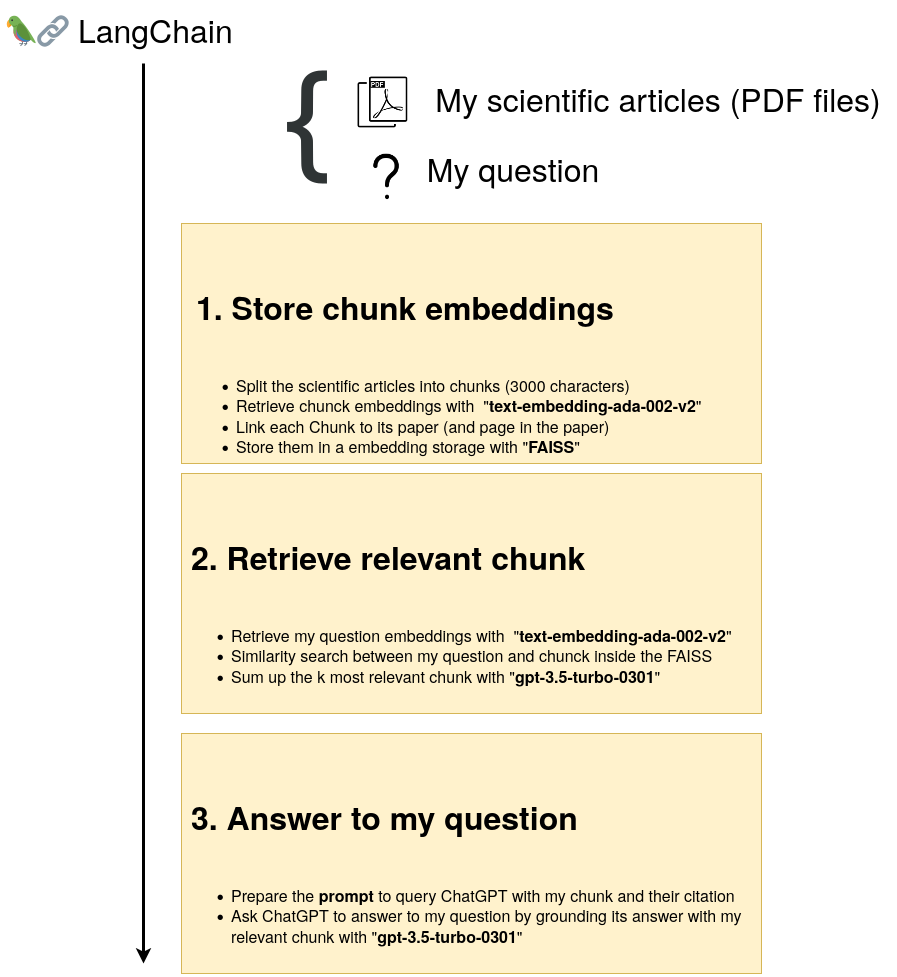 LangChain
PDF
My scientific articles (PDF files)
? My question
1. Store chunk embeddings
• Split the scientific articles into chunks (3000 characters)
• Retrieve chunck embeddings with "text-embedding-ada-002-v2"
• Link each Chunk to its paper (and page in the paper)
• Store them in a embedding storage with "FAISS"
2. Retrieve relevant chunk
• Retrieve my question embeddings with "text-embedding-ada-002-v2"
• Similarity search between my question and chunck inside the FAISS
• Sum up the k most relevant chunk with "gpt-3.5-turbo-0301"
3. Answer to my question
• Prepare the prompt to query ChatGPT with my chunk and their citation
• Ask ChatGPT to answer to my question by grounding its answer with my
relevant chunk with "gpt-3.5-turbo-0301"